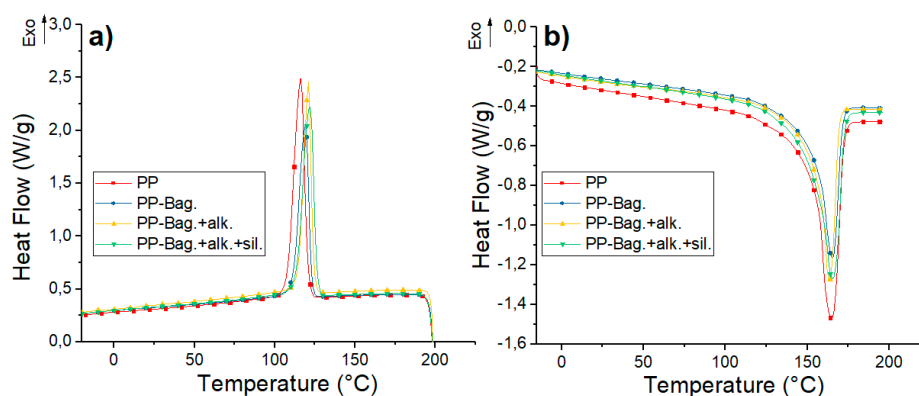 a)
Exo
3,0
2,5
2,0
1,5
1,0
0,5
0,0
Heat Flow (W/g)
PP
PP-Bag.
PP-Bag.+alk.
PP-Bag.+alk.+sil.
0 50 100 150 200
Temperature (°C)
b)
Exo
0,0
-0,2
-0,4
-0,6
-0,8
-1,0
-1,2
-1,4
-1,6
Heat Flow (W/g)
PP
PP-Bag.
PP-Bag.+alk.
PP-Bag.+alk.+sil.
0 50 100 150 200
Temperature (°C)